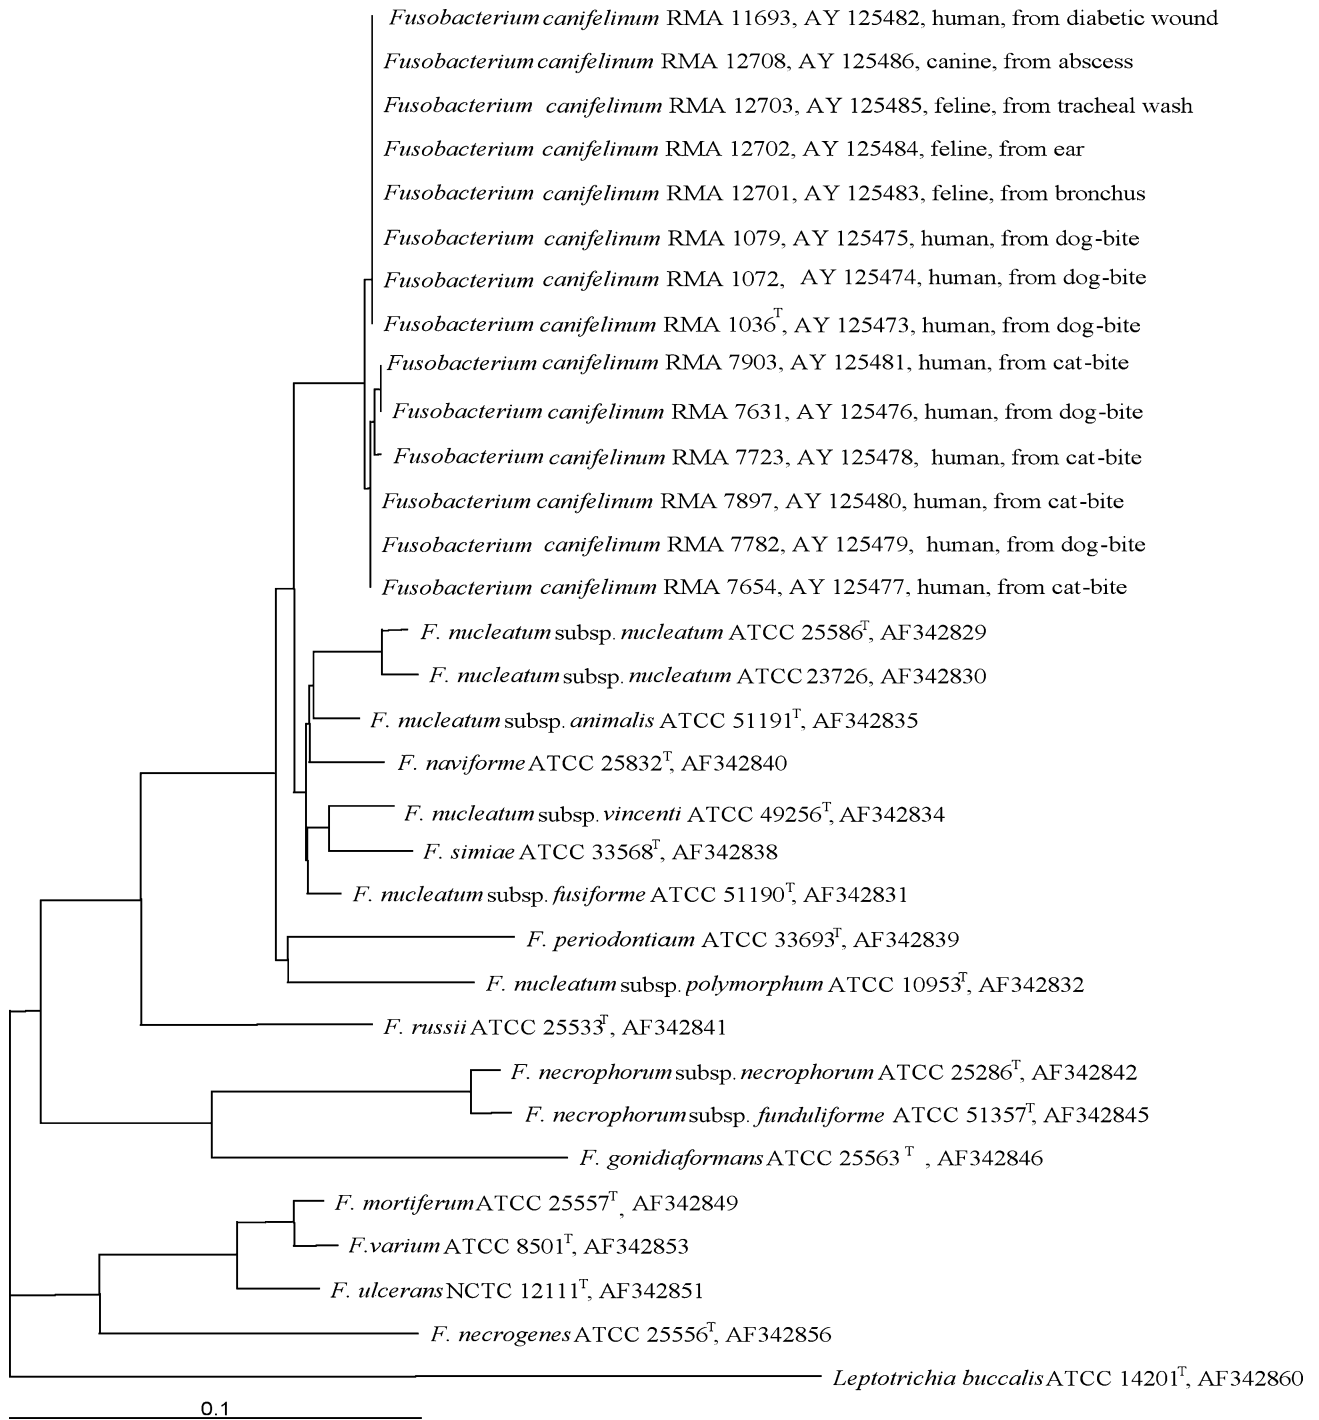 Fusobacterium canifelinum RMA 11693, AY 125482, human, from diabetic wound
Fusobacterium canifelinum RMA 12708, AY 125486, canine, from abscess
Fusobacterium canifelinum RMA 12703, AY 125485, feline, from tracheal wash
Fusobacterium canifelinum RMA 12702, AY 125484, feline, from ear
Fusobacterium canifelinum RMA 12701, AY 125483, feline, from bronchus
Fusobacterium canifelinum RMA 1079, AY 125475, human, from dog-bite
Fusobacterium canifelinum RMA 1072, AY 125474, human, from dog-bite
Fusobacterium canifelinum RMA 1036T, AY 125473, human, from dog-bite
Fusobacterium canifelinum RMA 7903, AY 125481, human, from cat-bite
Fusobacterium canifelinum RMA 7631, AY 125476, human, from dog-bite
Fusobacterium canifelinum RMA 7723, AY 125478, human, from cat-bite
Fusobacterium canifelinum RMA 7897, AY 125480, human, from cat-bite
Fusobacterium canifelinum RMA 7782, AY 125479, human, from dog-bite
Fusobacterium canifelinum RMA 7654, AY 125477, human, from cat-bite
F. nucleatum subsp. nucleatum ATCC 25586T, AF342829
F. nucleatum subsp. nucleatum ATCC 23726, AF342830
F. nucleatum subsp. animalis ATCC 51191T, AF342835
F. naviforme ATCC 25832T, AF342840
F. nucleatum subsp. vincenti ATCC 49256T, AF342834
F. simiae ATCC 33568T, AF342838
F. nucleatum subsp. fusiforme ATCC 51190T, AF342831
F. periodonticum ATCC 33693T, AF342839
F. nucleatum subsp. polymorphum ATCC 10953T, AF342832
F. russii ATCC 25533T, AF342841
F. necrophorum subsp. necrophorum ATCC 25286T, AF342842
F. necrophorum subsp. funduliforme ATCC 51357T, AF342845
F. gonidiaformans ATCC 25563 T , AF342846
F. mortiferum ATCC 25557T, AF342849
F.varium ATCC 8501T, AF342853
F. ulcerans NCTC 12111T, AF342851
F. necrogenes ATCC 25556T, AF342856
Leptotrichia buccalis ATCC 14201T, AF342860
0.1